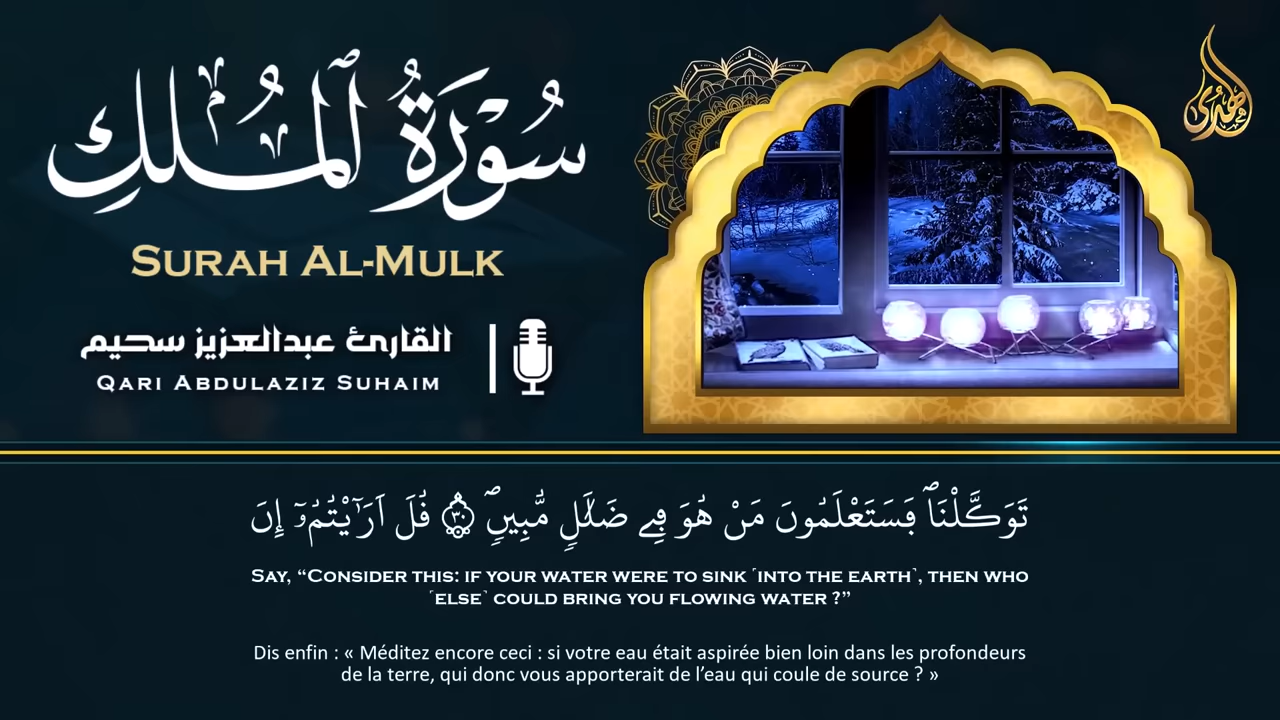 سُورَةُ ٱلْمُلْكِ
SURAH AL-MULK
القارئ عبدالعزيز سحيم
QARI ABDULAZIZ SUHAIM
الهدى
تَوَكَّلْنَاۖ فَسَتَعْلَمُونَ مَنْ هُوَ فِے ضَلَٰلٖ مُّبِينٖۖ ٣٠ قُلَ اَرَٰٓيْتُمُۥٓ إِنَ
SAY, “CONSIDER THIS: IF YOUR WATER WERE TO SINK ˹INTO THE EARTH˺, THEN WHO
˹ELSE˺ COULD BRING YOU FLOWING WATER ?”
Dis enfin : « Méditez encore ceci : si votre eau était aspirée bien loin dans les profondeurs
de la terre, qui donc vous apporterait de l’eau qui coule de source ? »